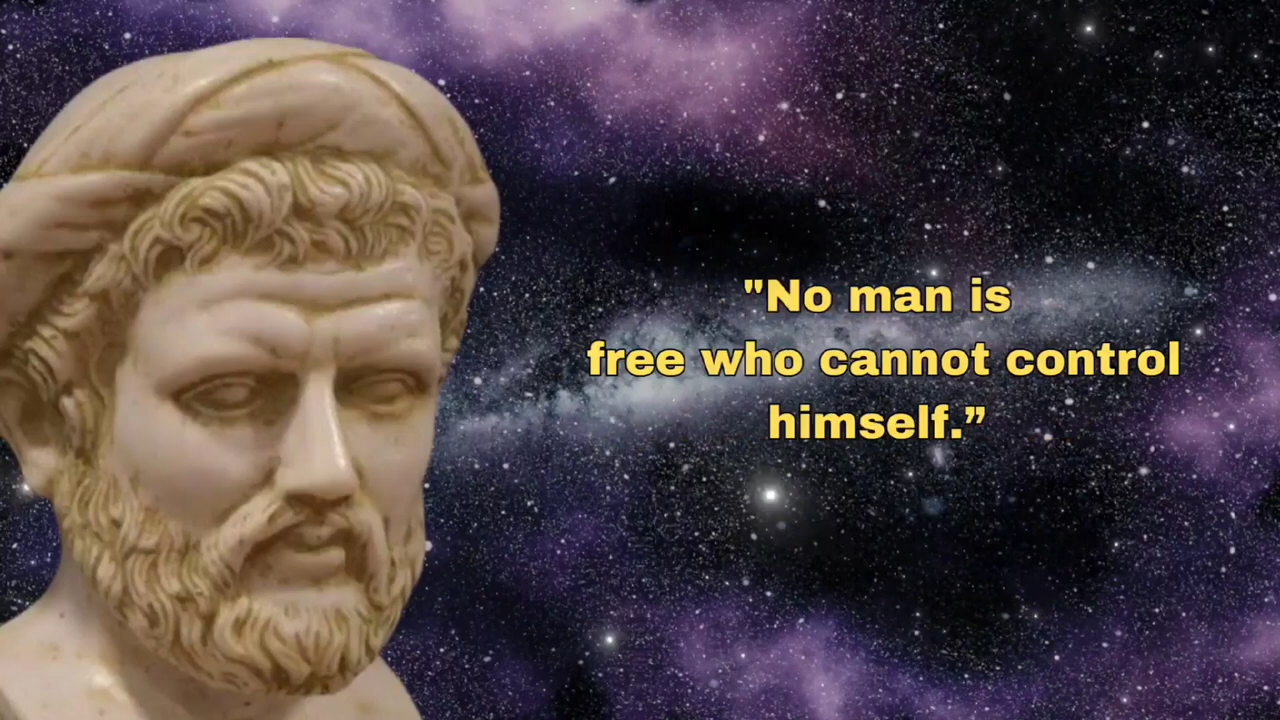 "No man is
free who cannot control
himself.”